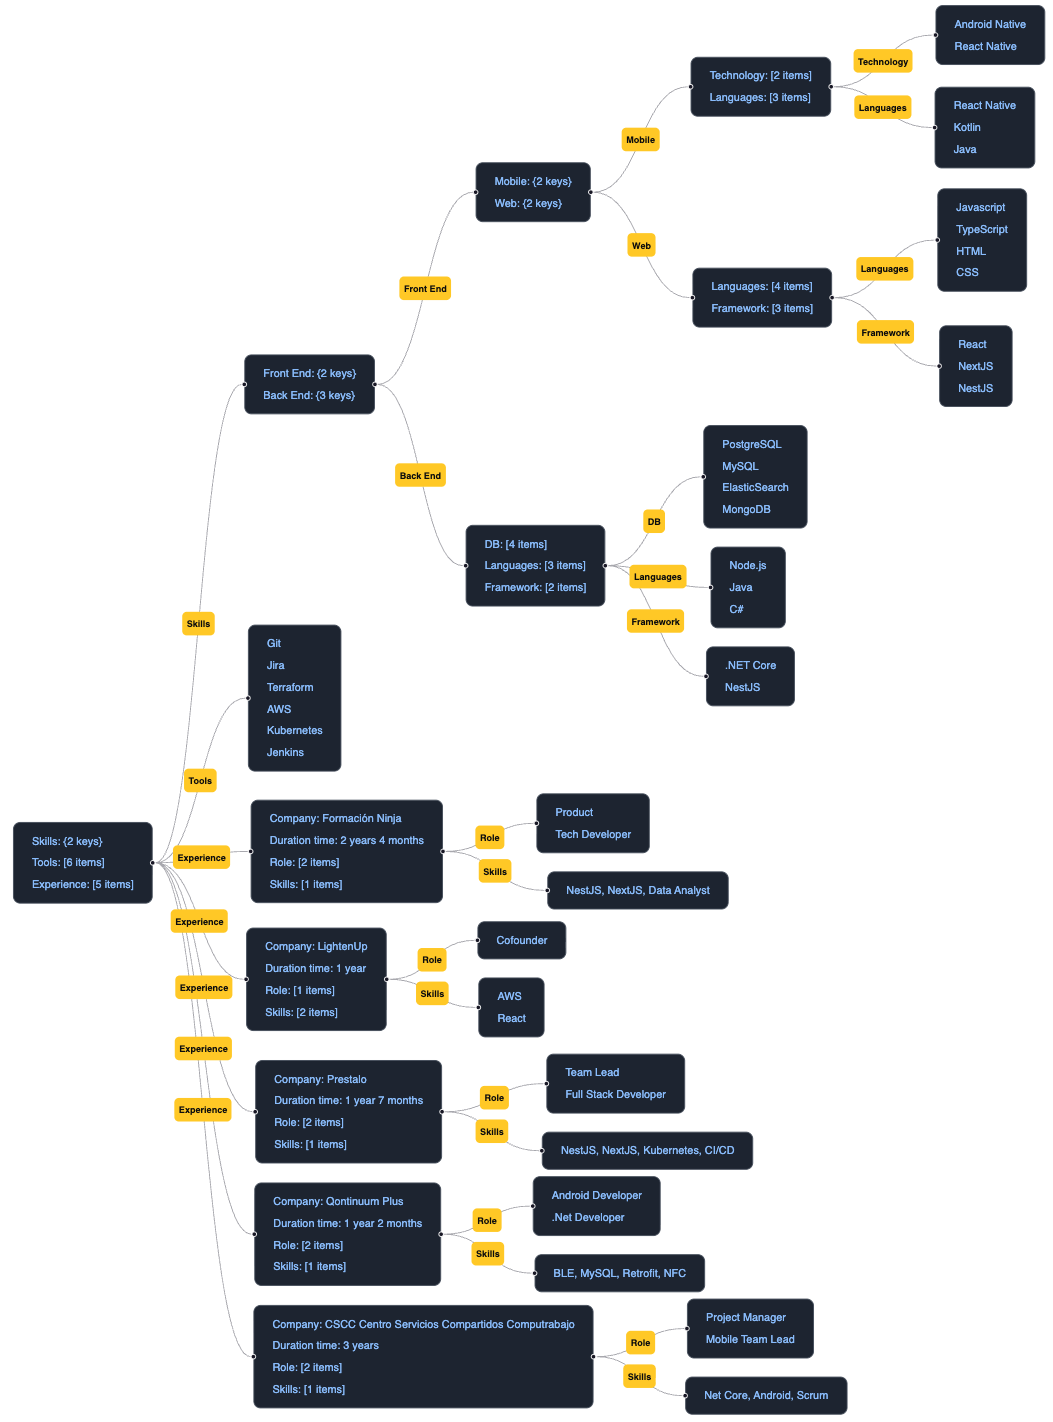 Android Native
React Native
Technology
Technology: [2 items]
Languages: [3 items]
Languages
React Native
Kotlin
Java
Mobile
Mobile: {2 keys}
Web: {2 keys}
Web
Javascript
TypeScript
HTML
CSS
Languages
Languages: [4 items]
Framework: [3 items]
Framework
React
NextJS
NestJS
Front End
Front End: {2 keys}
Back End: {3 keys}
Back End
PostgreSQL
MySQL
ElasticSearch
MongoDB
DB
DB: [4 items]
Languages: [3 items]
Framework: [2 items]
Languages
Node.js
Java
C#
Framework
.NET Core
NestJS
Skills
Git
Jira
Terraform
AWS
Kubernetes
Jenkins
Tools
Skills: {2 keys}
Tools: [6 items]
Experience: [5 items]
Experience
Company: Formación Ninja
Duration time: 2 years 4 months
Role: [2 items]
Skills: [1 items]
Role
Product
Tech Developer
Skills
NestJS, NextJS, Data Analyst
Experience
Company: LightenUp
Duration time: 1 year
Role: [1 items]
Skills: [2 items]
Role
Cofounder
Skills
AWS
React
Experience
Experience
Company: Prestalo
Duration time: 1 year 7 months
Role: [2 items]
Skills: [1 items]
Role
Team Lead
Full Stack Developer
Skills
NestJS, NextJS, Kubernetes, CI/CD
Experience
Company: Qontinuum Plus
Duration time: 1 year 2 months
Role: [2 items]
Skills: [1 items]
Role
Android Developer
.Net Developer
Skills
BLE, MySQL, Retrofit, NFC
Company: CSCC Centro Servicios Compartidos Computrabajo
Duration time: 3 years
Role: [2 items]
Skills: [1 items]
Role
Project Manager
Mobile Team Lead
Skills
Net Core, Android, Scrum